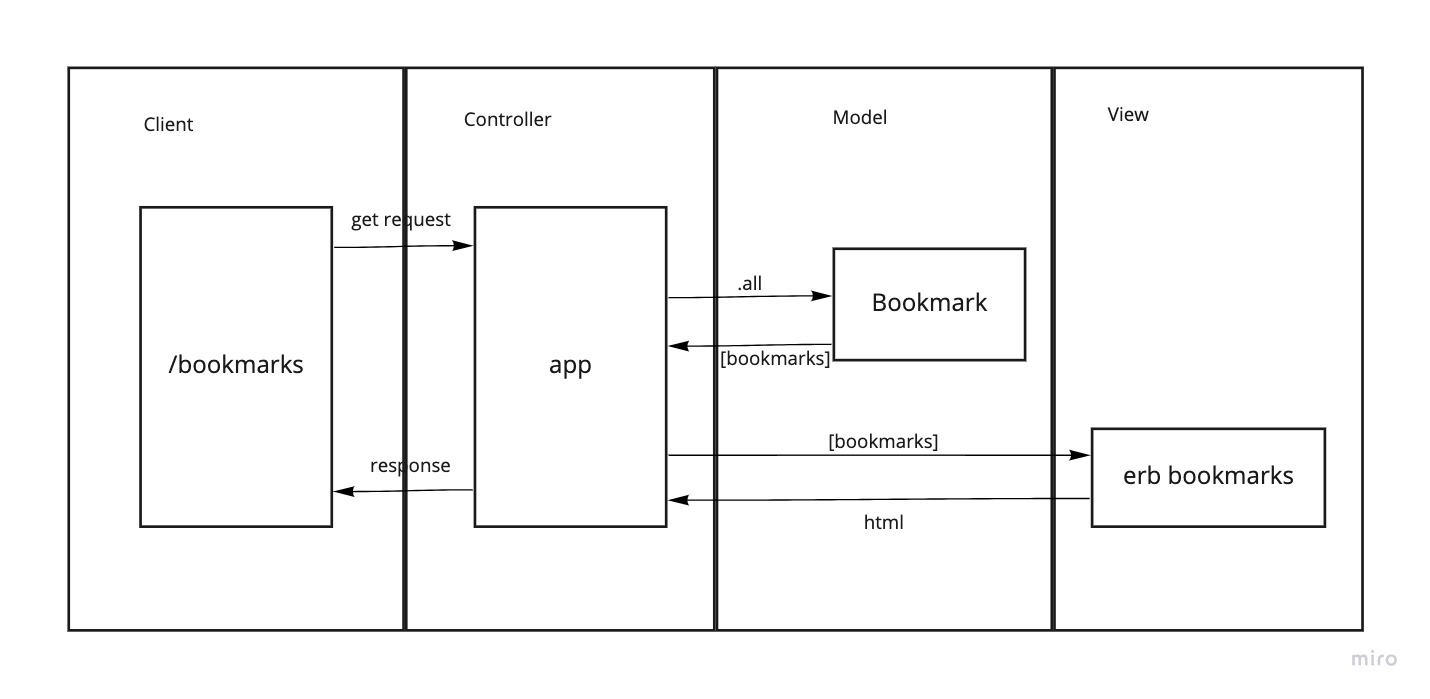 Client
Controller
Model
View
get request
.all
Bookmark
[bookmarks]
/bookmarks
app
[bookmarks]
response
erb bookmarks
html
miro